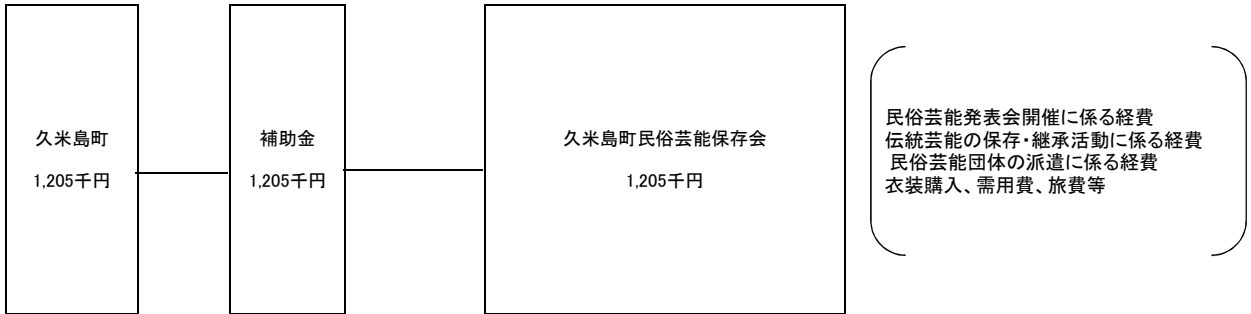 久米島町
1,205千円
補助金
1,205千円
久米島町民俗芸能保存会
1,205千円
民俗芸能発表会開催に係る経費
伝統芸能の保存・継承活動に係る経費
民俗芸能団体の派遣に係る経費
衣装購入、需用費、旅費等